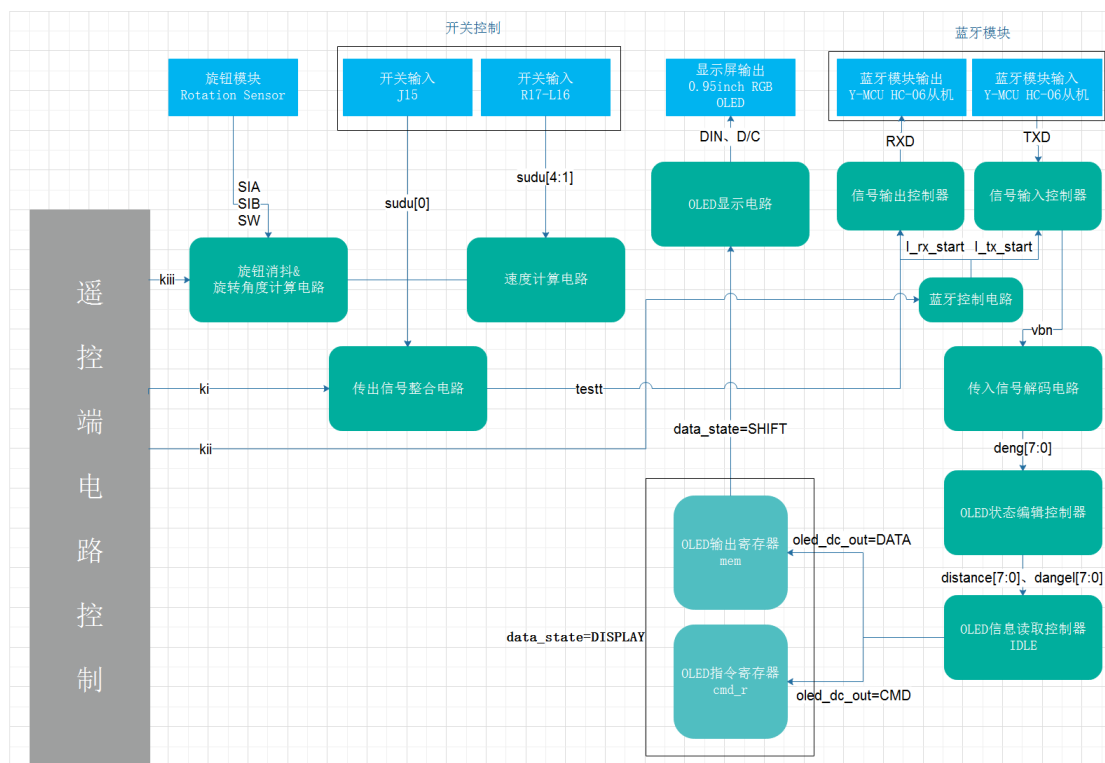 开关控制
蓝牙模块
旋钮模块
Rotation Sensor
开关输入
J15
开关输入
R17-L16
显示屏输出
0.95inch RGB
OLED
蓝牙模块输出
Y-MCU HC-06从机
蓝牙模块输入
Y-MCU HC-06从机
DIN、D/C
RXD
TXD
SIA
SIB
SW
sudu[0]
sudu[4:1]
OLED显示电路
信号输出控制器
信号输入控制器
l_rx_start
l_tx_start
遥控端电路控制
kiii
旋钮消抖&
旋转角度计算电路
速度计算电路
蓝牙控制电路
vbn
ki
传出信号整合电路
testt
传入信号解码电路
kii
data_state=SHIFT
deng[7:0]
OLED状态编辑控制器
OLED输出寄存器
mem
oled_dc_out=DATA
distance[7:0]、dangel[7:0]
data_state=DISPLAY
OLED信息读取控制器
IDLE
OLED指令寄存器
cmd_r
oled_dc_out=CMD